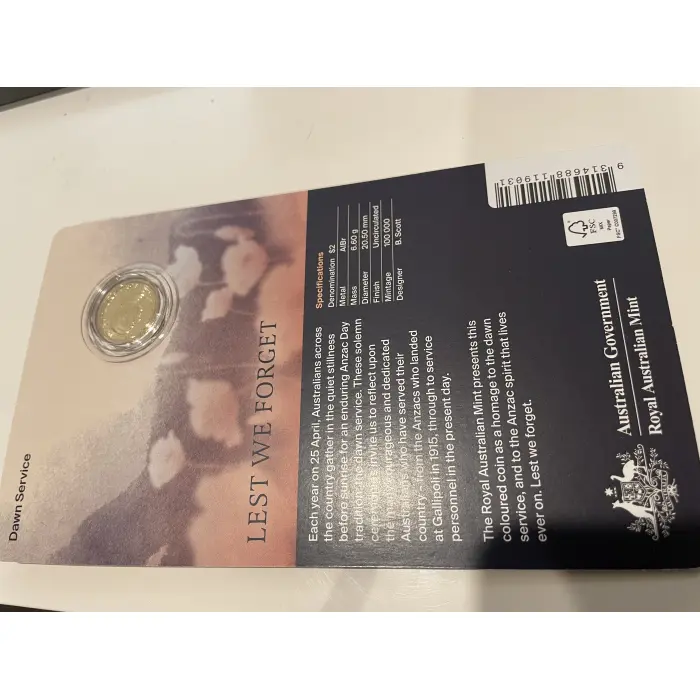 Dawn Service
LEST WE FORGET
Each year on 25 April, Australians across
the country gather in the quiet stillness
before sunrise for an enduring Anzac Day
tradition: the dawn service. These solemn
invite us to reflect upon
courageous and dedicated
who have served their
country – from the Anzacs who landed
at Gallipoli in 1915, through to service
personnel in the present day.
The Royal Australian Mint presents this
coloured coin as a homage to the dawn
service, and to the Anzac spirit that lives
ever on. Lest we forget.
Specifications
Denomination $2
Metal AlBr
Mass 6.60 g
Diameter 20.50 mm
Finish Uncirculated
Mintage 100 000
Designer B. Scott
Australian Government
Royal Australian Mint
FSC
MIX
Paper
9 314688 119031